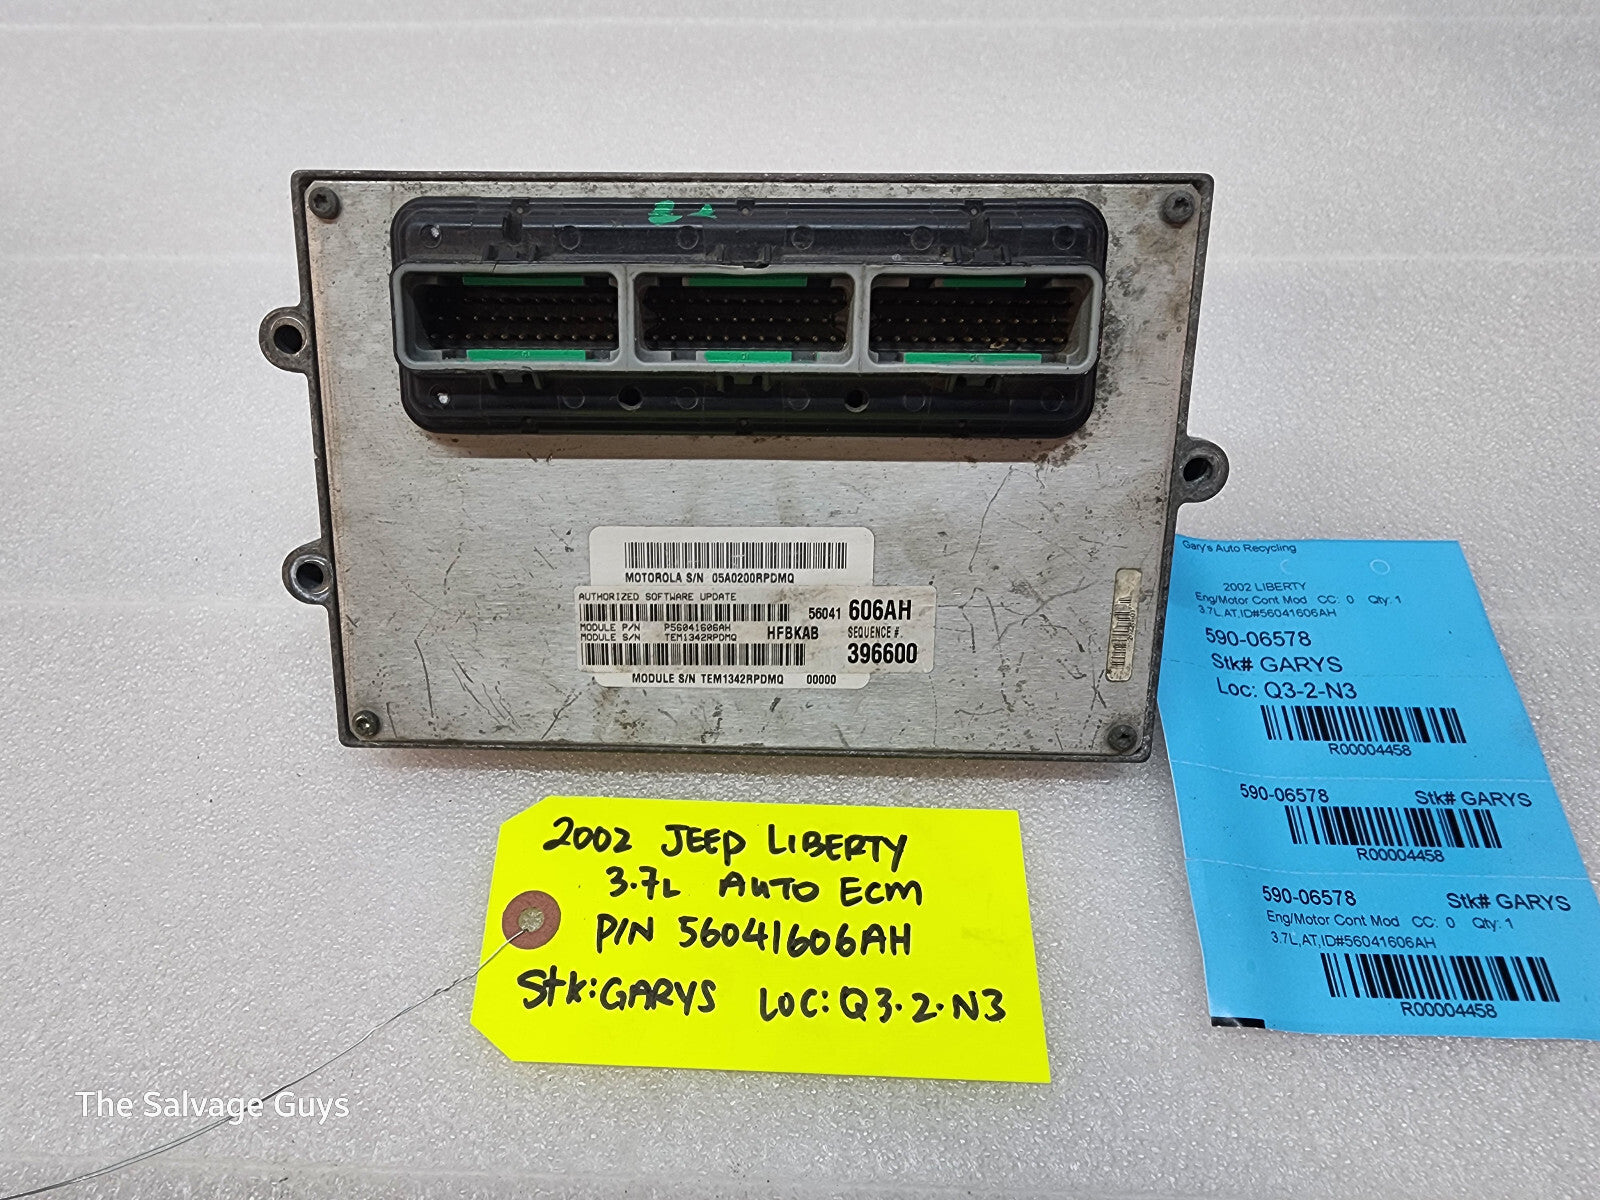 MOTOROLA S/N 05A0200RPDMQ
AUTHORIZED SOFTWARE UPDATE
56041 606AH
MODULE P/N P56041606AH
MODULE S/N TEM1342RPDMQ
HFBKAB SEQUENCE #.
396600
MODULE S/N TEM1342RPDMQ 00000
Gary's Auto Recycling
2002 LIBERTY
Eng/Motor Cont Mod CC: 0 Qty: 1
3.7L,AT,ID#56041606AH
590-06578
Stk# GARYS
Loc: Q3-2-N3
R00004458
590-06578 Stk# GARYS
R00004458
590-06578 Stk# GARYS
Eng/Motor Cont Mod CC: 0 Qty: 1
3.7L,AT,ID#56041606AH
R00004458
2002 JEEP LIBERTY
3.7L AUTO ECM
P/N 56041606AH
Stk: GARYS LOC: Q3.2.N3
The Salvage Guys